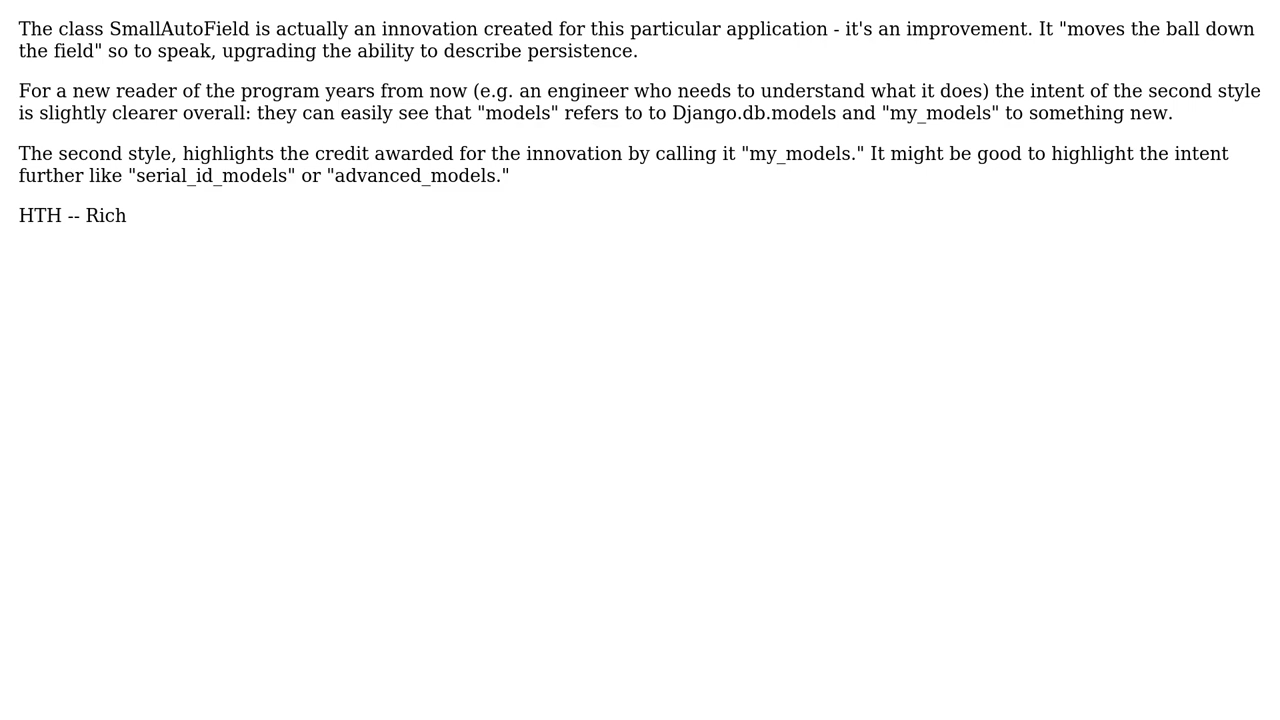 The class SmallAutoField is actually an innovation created for this particular application - it's an improvement. It "moves the ball down
the field" so to speak, upgrading the ability to describe persistence.
For a new reader of the program years from now (e.g. an engineer who needs to understand what it does) the intent of the second style
is slightly clearer overall: they can easily see that "models" refers to to Django.db.models and "my_models" to something new.
The second style, highlights the credit awarded for the innovation by calling it "my_models." It might be good to highlight the intent
further like "serial_id_models" or "advanced_models."
HTH -- Rich